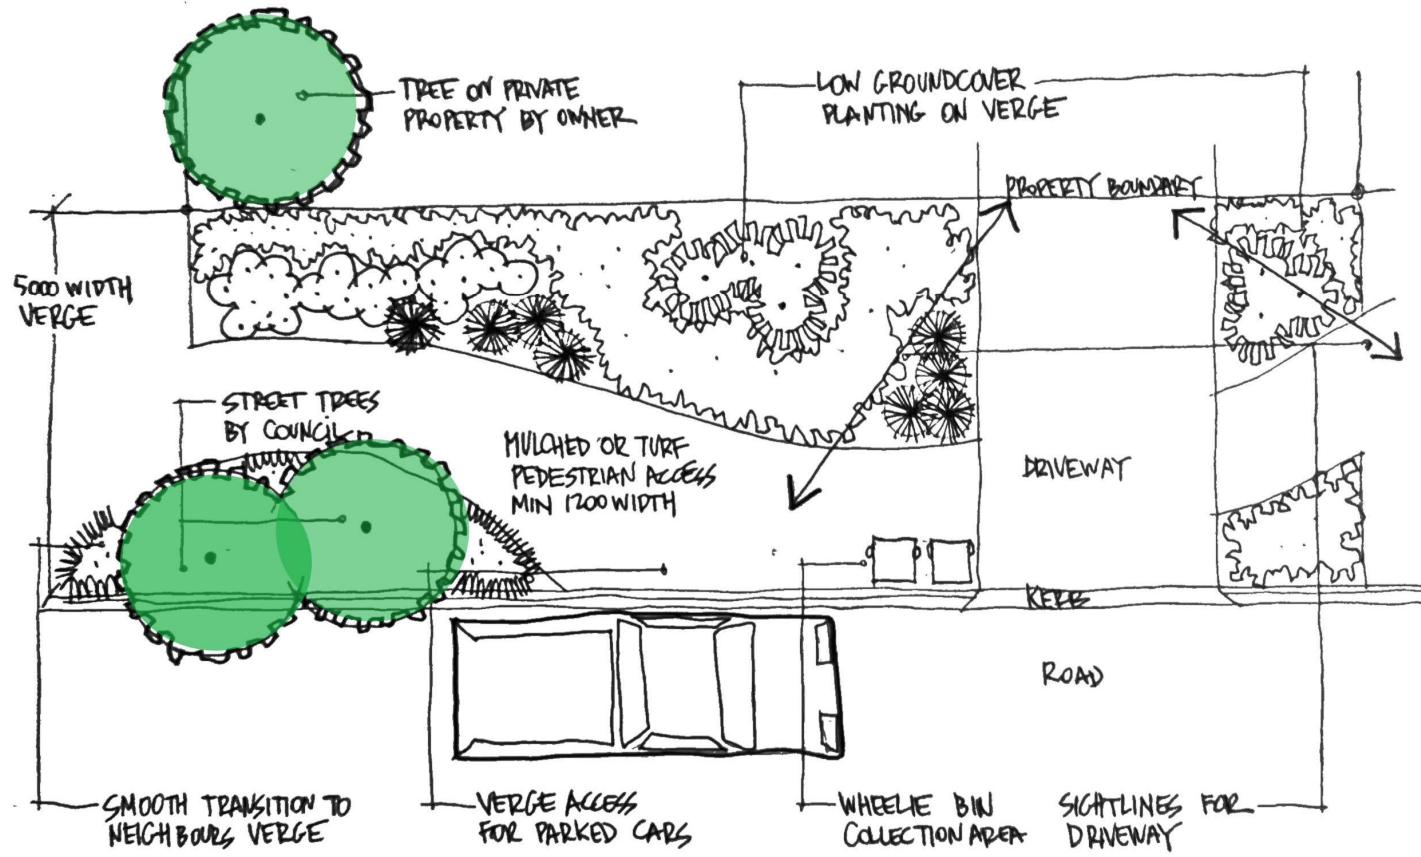 TREE ON PRIVATE
PROPERTY BY OWNER
LOW GROUNDCOVER
PLANTING ON VERGE
PROPERTY BOUNDARY
5000 WIDTH
VERGE
STREET TREES
BY COUNCIL
MULCHED OR TURF
PEDESTRIAN ACCESS
MIN 1200 WIDTH
DRIVEWAY
KERB
ROAD
SMOOTH TRANSITION TO
NEIGHBOURS VERGE
VERGE ACCESS
FOR PARKED CARS
WHEELIE BIN
COLLECTION AREA
SIGHTLINES FOR
DRIVEWAY